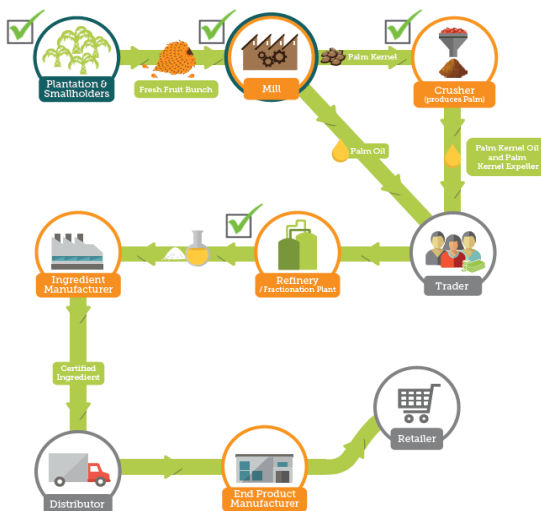 Plantation &
Smallholders
Fresh Fruit Bunch
Mill
Palm Kernel
Crusher
(produces Palm)
Palm Oil
Palm Kernel Oil
and Palm
Kernel Expeller
Ingredient
Manufacturer
Refinery
/Fractionation Plant
Trader
Certified
Ingredient
Retailer
Distributor
End Product
Manufacturer